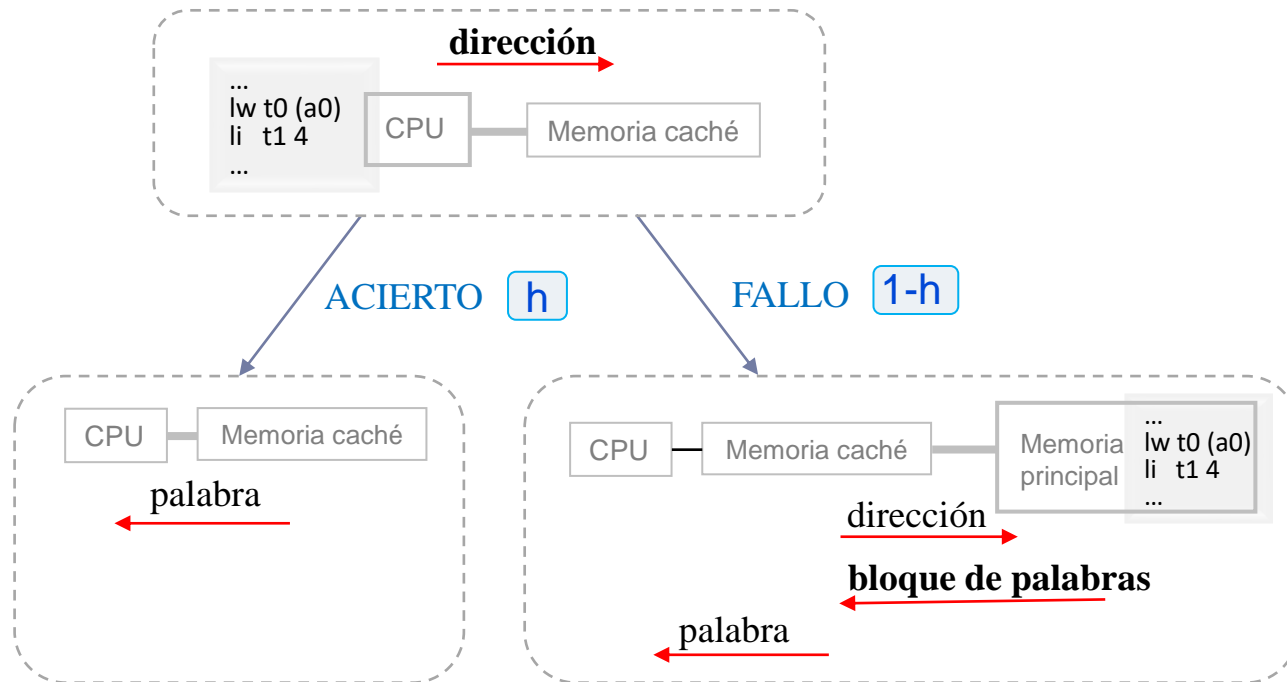 dirección
...
lw t0 (a0)
li t1 4
...
CPU
Memoria caché
ACIERTO
h
FALLO
1-h
CPU
Memoria caché
palabra
CPU
Memoria caché
Memoria
principal
...
lw t0 (a0)
li t1 4
...
dirección
bloque de palabras
palabra